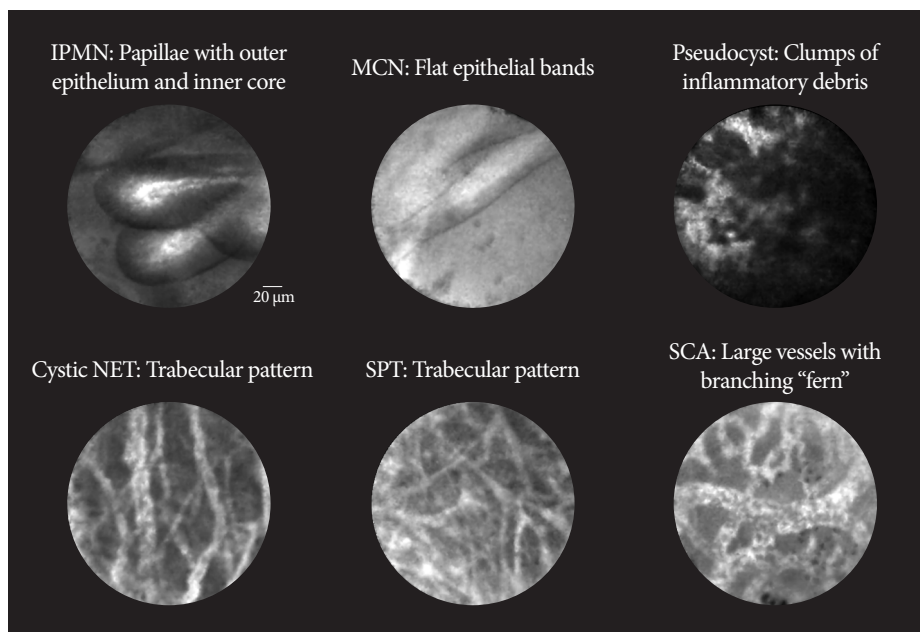 IPMN: Papillae with outer
epithelium and inner core
MCN: Flat epithelial bands
Pseudocyst: Clumps of
inflammatory debris
20 µm
Cystic NET: Trabecular pattern
SPT: Trabecular pattern
SCA: Large vessels with
branching “fern”